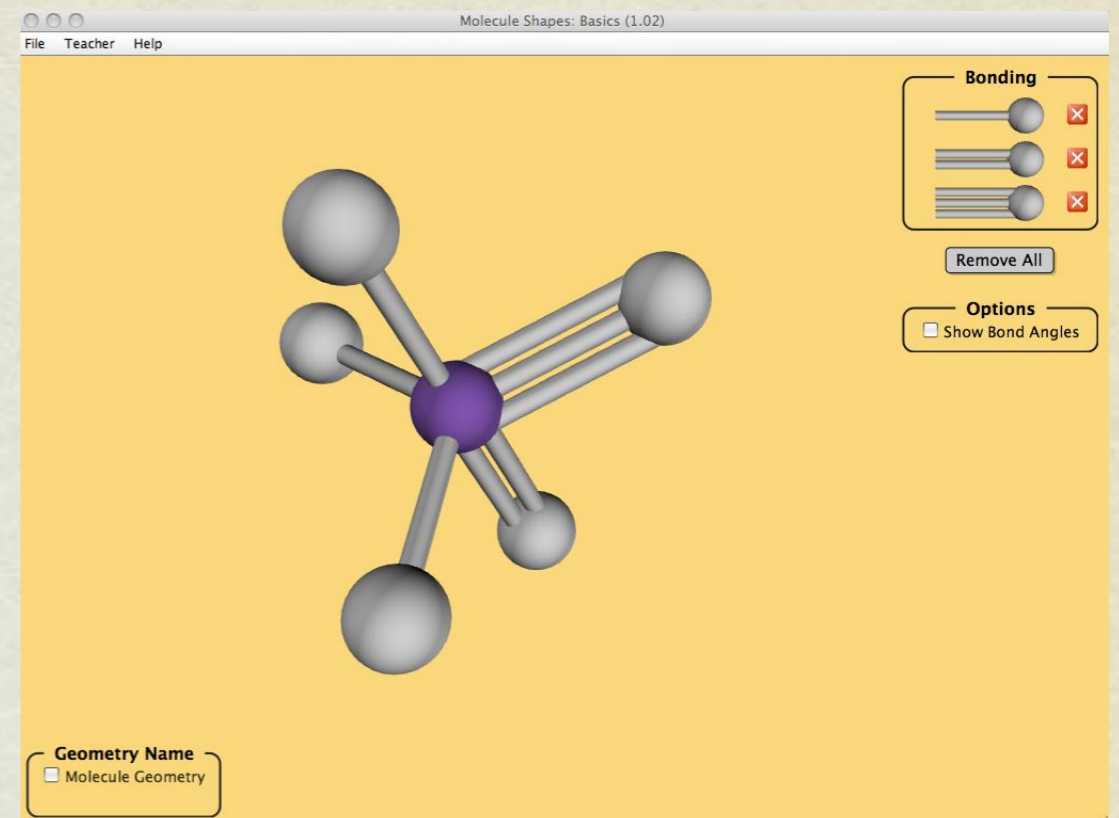 Molecule Shapes: Basics (1.02)
File Teacher Help
Bonding
Remove All
Options
Show Bond Angles
Geometry Name
Molecule Geometry